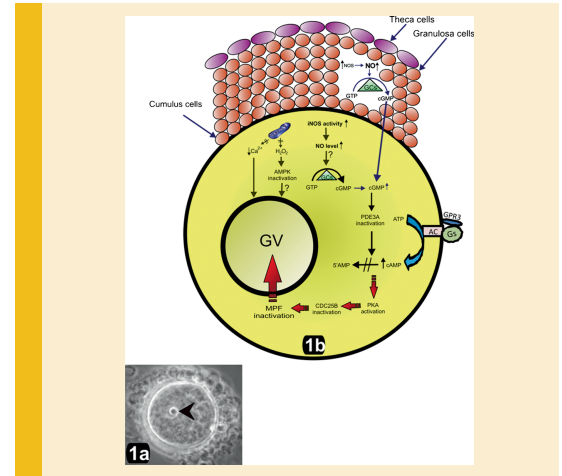 Theca cells
Granulosa cells
↑NOS → NO↑
GTP
cGMP
Cumulus cells
iNOS activity ↑
↓Ca²⁺
H₂O₂
NO level ↑
?
AMPK
inactivation
?
GTP
cGMP → cGMP ↑
PDE3A
inactivation
ATP
GPR3
AC
Gs
GV
5'AMP
↑cAMP
MPF
inactivation
CDC25B
inactivation
PKA
activation
1b
1a